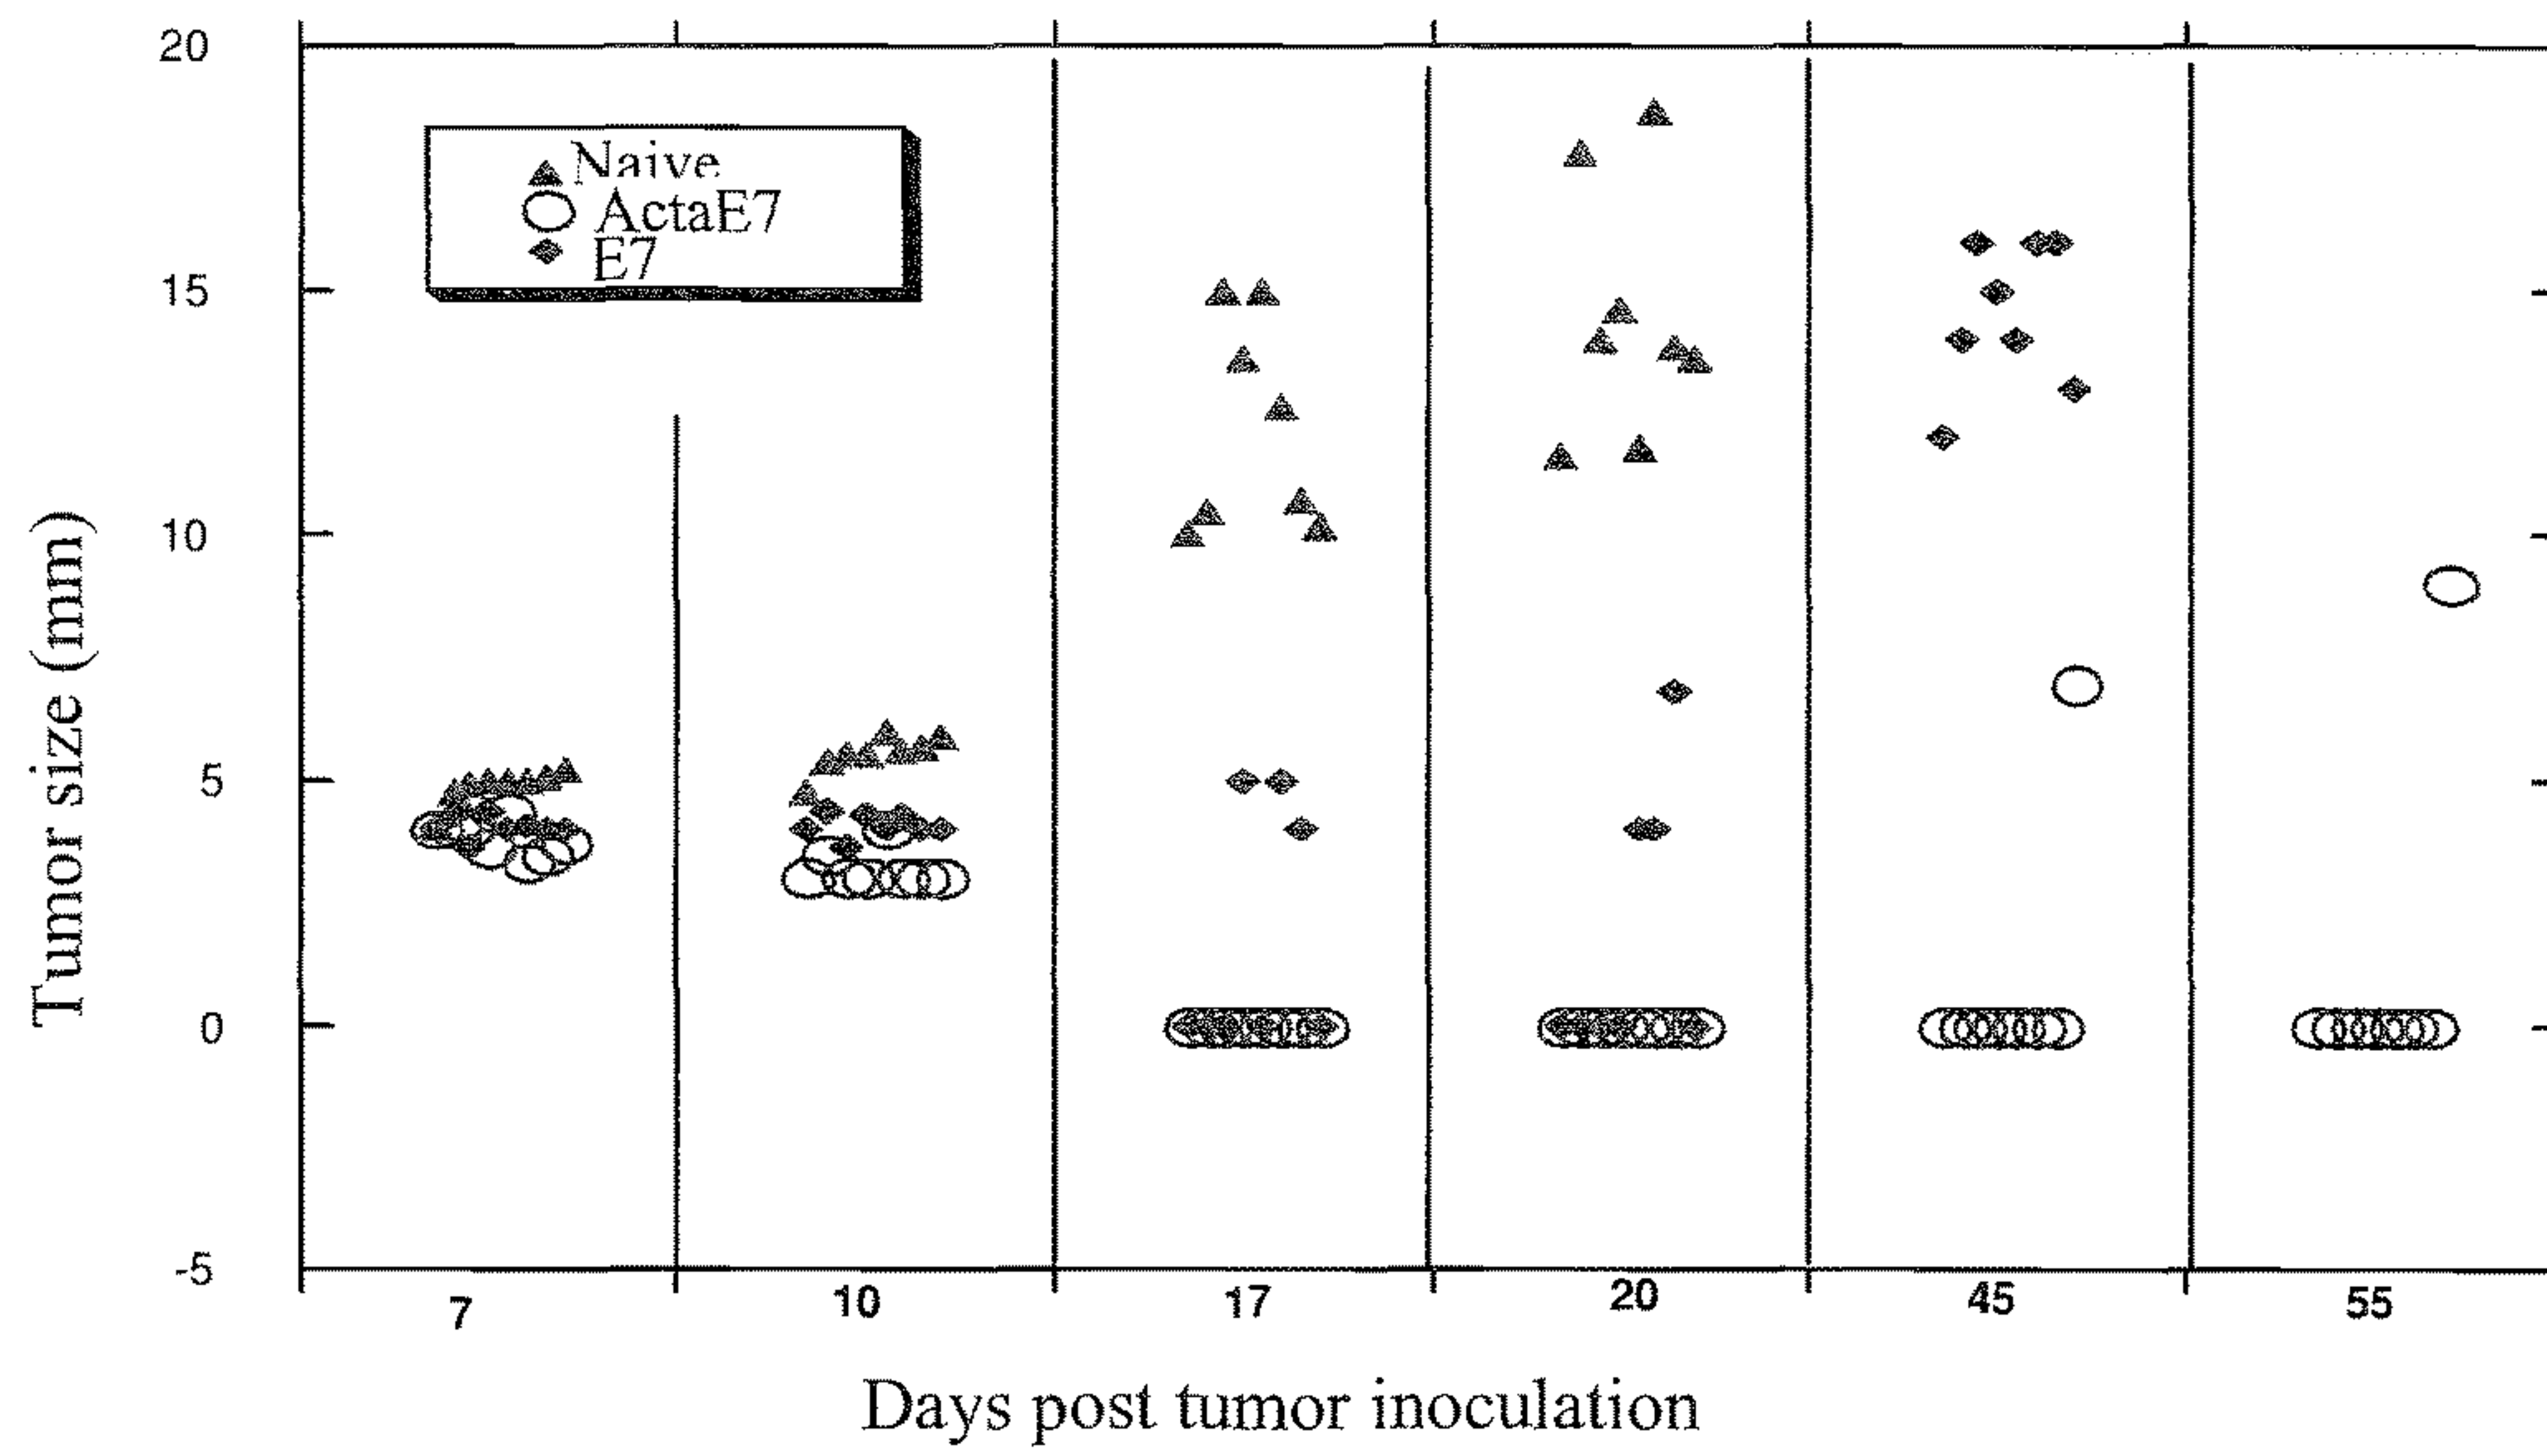 20
Naive
ActaE7
E7
15
10
5
0
-5
Tumor size (mm)
7 10 17 20 45 55
Days post tumor inoculation